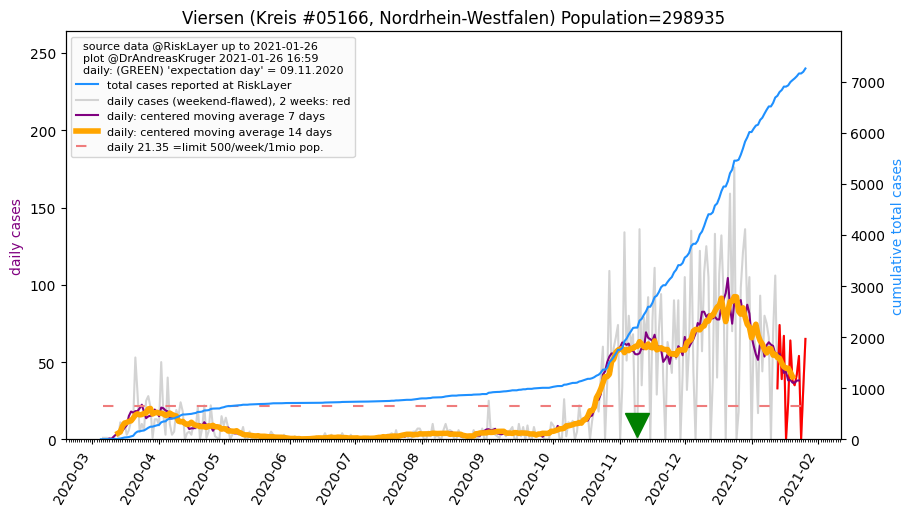 Viersen (Kreis #05166, Nordrhein-Westfalen) Population=298935
source data @RiskLayer up to 2021-01-26
plot @DrAndreasKruger 2021-01-26 16:59
daily: (GREEN) 'expectation day' = 09.11.2020
total cases reported at RiskLayer
daily cases (weekend-flawed), 2 weeks: red
daily: centered moving average 7 days
daily: centered moving average 14 days
daily 21.35 =limit 500/week/1mio pop.
daily cases
250
200
150
100
50
0
cumulative total cases
7000
6000
5000
4000
3000
2000
1000
0
2020-03
2020-04
2020-05
2020-06
2020-07
2020-08
2020-09
2020-10
2020-11
2020-12
2021-01
2021-02